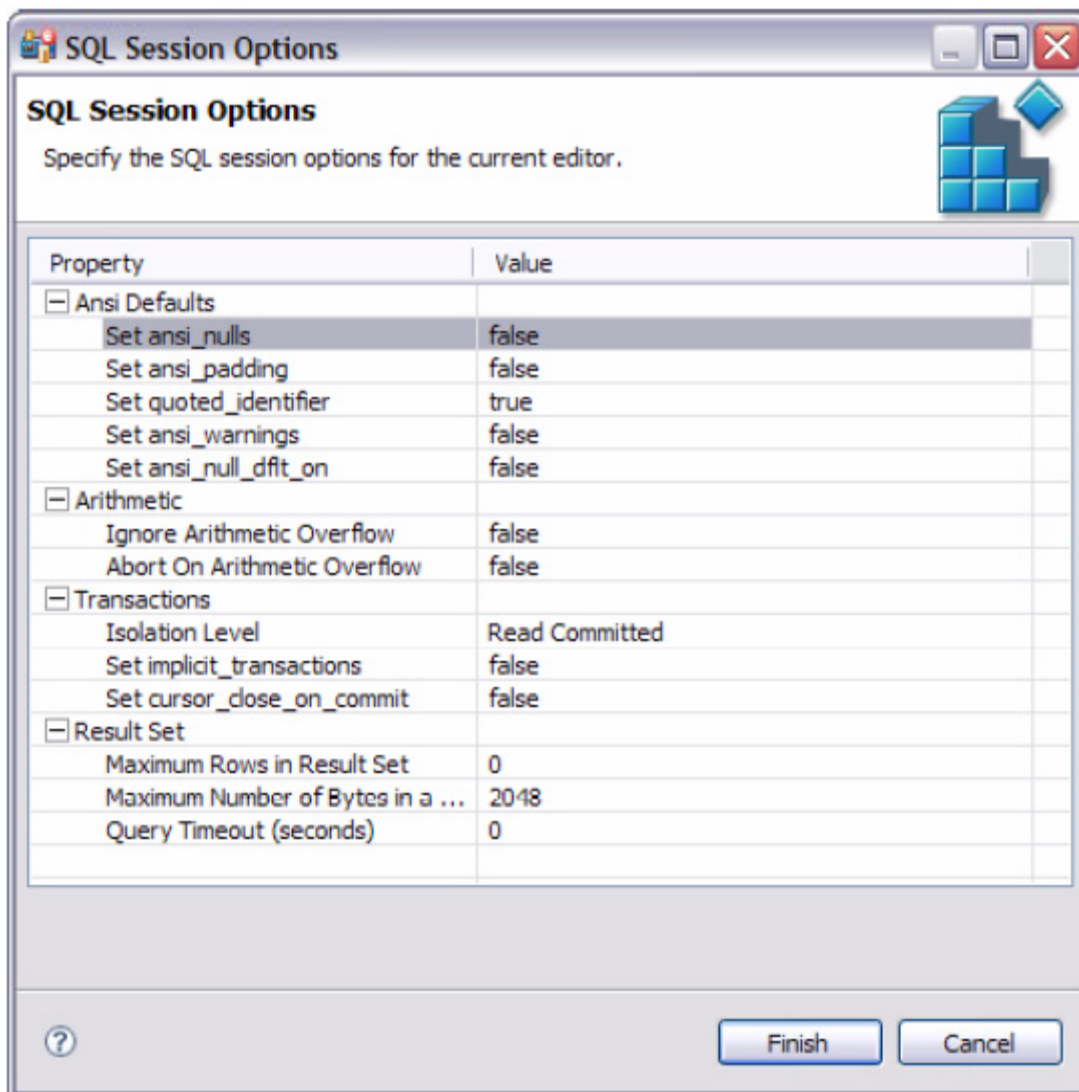 SQL Session Options
SQL Session Options
Specify the SQL session options for the current editor.
Property Value
Ansi Defaults
Set ansi_nulls false
Set ansi_padding false
Set quoted_identifier true
Set ansi_warnings false
Set ansi_null_dflt_on false
Arithmetic
Ignore Arithmetic Overflow false
Abort On Arithmetic Overflow false
Transactions
Isolation Level Read Committed
Set implicit_transactions false
Set cursor_close_on_commit false
Result Set
Maximum Rows in Result Set 0
Maximum Number of Bytes in a ... 2048
Query Timeout (seconds) 0
? Finish Cancel